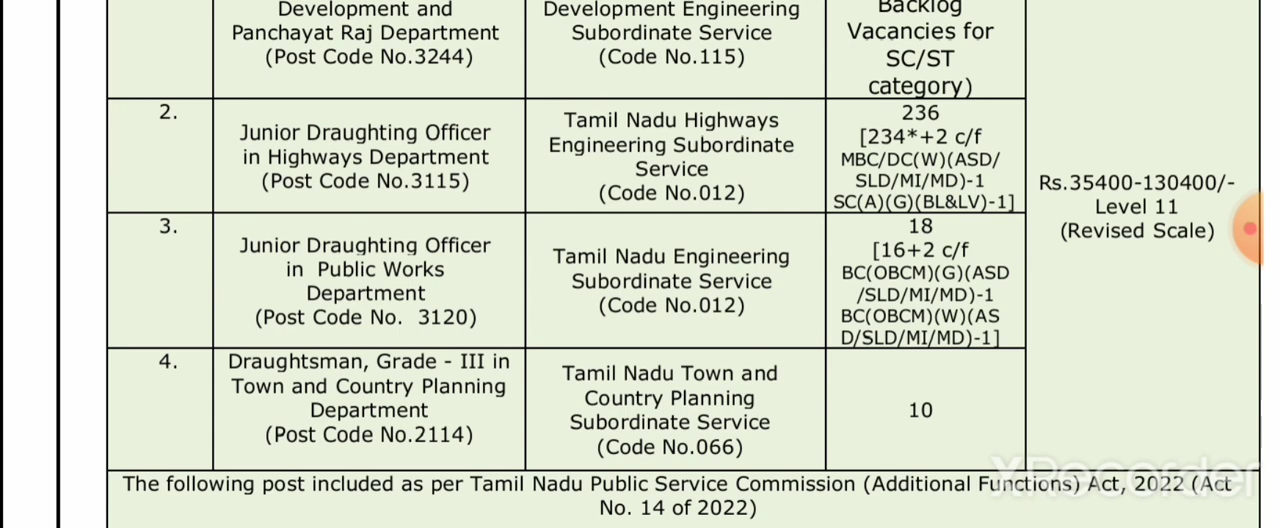 Development and
Panchayat Raj Department
(Post Code No.3244)
Development Engineering
Subordinate Service
(Code No.115)
Backlog
Vacancies for
SC/ST
category)
2.
Junior Draughting Officer
in Highways Department
(Post Code No.3115)
Tamil Nadu Highways
Engineering Subordinate
Service
(Code No.012)
236
[234*+2 c/f
MBC/DC(W)(ASD/
SLD/MI/MD)-1
SC(A)(G)(BL&LV)-1]
Rs.35400-130400/-
Level 11
(Revised Scale)
3.
Junior Draughting Officer
in Public Works
Department
(Post Code No. 3120)
Tamil Nadu Engineering
Subordinate Service
(Code No.012)
18
[16+2 c/f
BC(OBCM)(G)(ASD
/SLD/MI/MD)-1
BC(OBCM)(W)(AS
D/SLD/MI/MD)-1]
4.
Draughtsman, Grade - III in
Town and Country Planning
Department
(Post Code No.2114)
Tamil Nadu Town and
Country Planning
Subordinate Service
(Code No.066)
10
The following post included as per Tamil Nadu Public Service Commission (Additional Functions) Act, 2022 (Act
No. 14 of 2022)
XRecorder